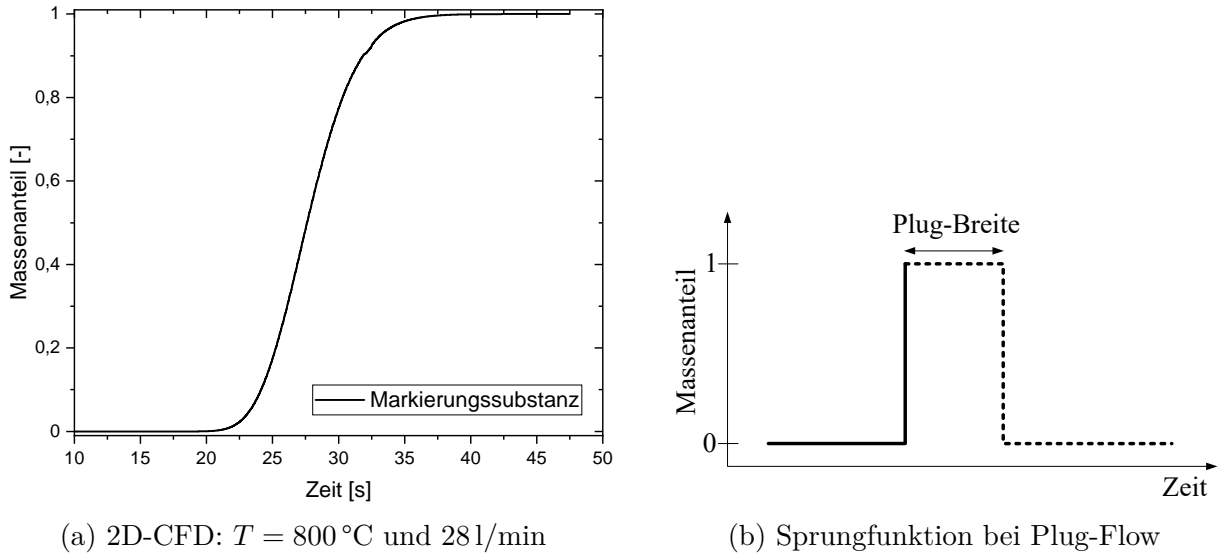 1
0,8
0,6
0,4
0,2
0
Massenanteil [-]
Markierungssubstanz
10 15 20 25 30 35 40 45 50
Zeit [s]
(a) 2D-CFD: T = 800 °C und 28 l/min
Plug-Breite
1
0
Massenanteil
Zeit
(b) Sprungfunktion bei Plug-Flow